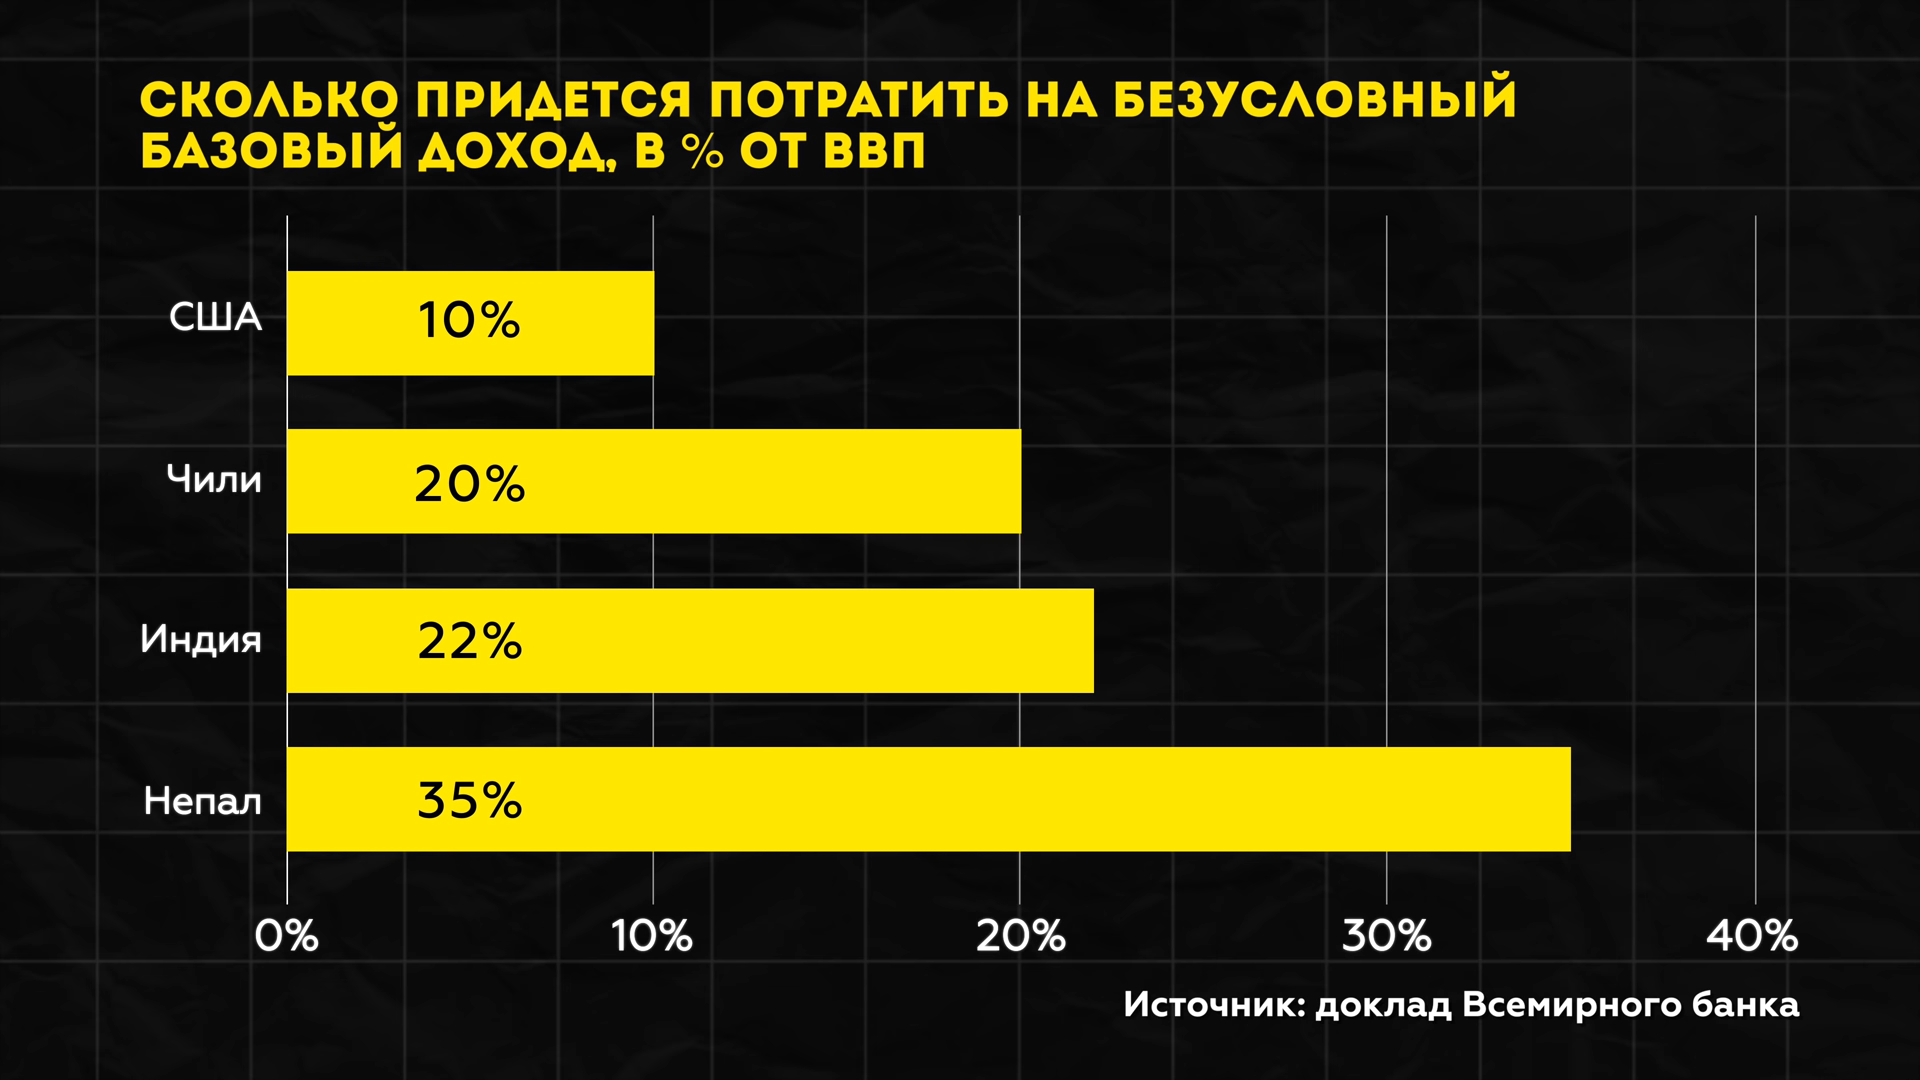 СКОЛЬКО ПРИДЕТСЯ ПОТРАТИТЬ НА БЕЗУСЛОВНЫЙ
БАЗОВЫЙ ДОХОД, В % ОТ ВВП
США
10%
Чили
20%
Индия
22%
Непал
35%
0%
10%
20%
30%
40%
Источник: доклад Всемирного банка